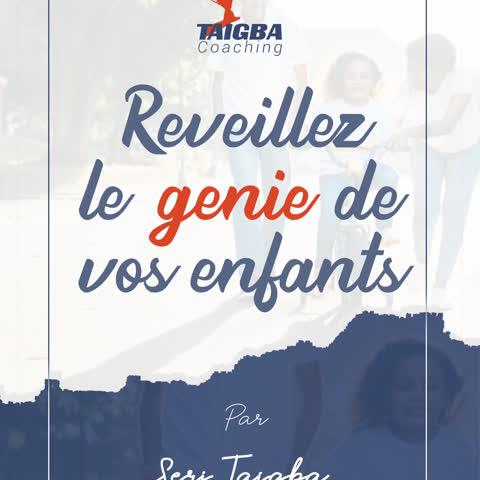 TAIGBA
Coaching
Reveillez
le genie de
vos enfants
Par
Seri Taigba